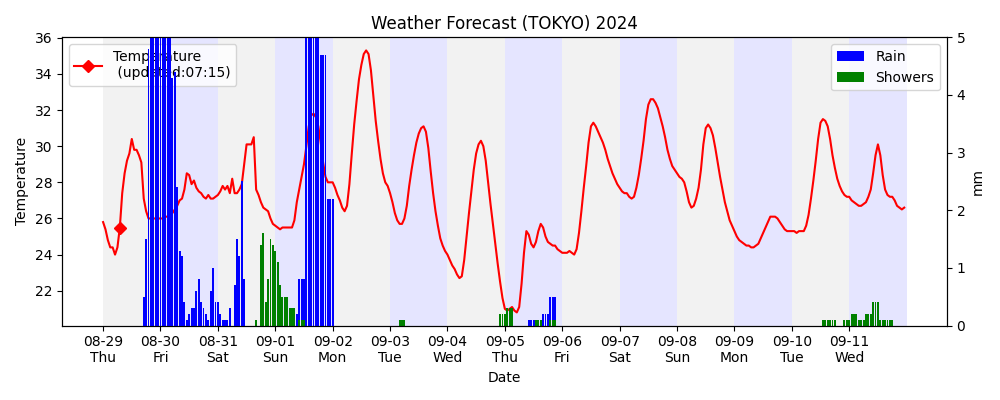 Weather Forecast (TOKYO) 2024
Temperature
(updated:07:15)
Rain
Showers
36
34
32
30
28
26
24
22
Temperature
5
4
3
2
1
0
mm
08-29 08-30 08-31 09-01 09-02 09-03 09-04 09-05 09-06 09-07 09-08 09-09 09-10 09-11
Thu Fri Sat Sun Mon Tue Wed Thu Fri Sat Sun Mon Tue Wed
Date